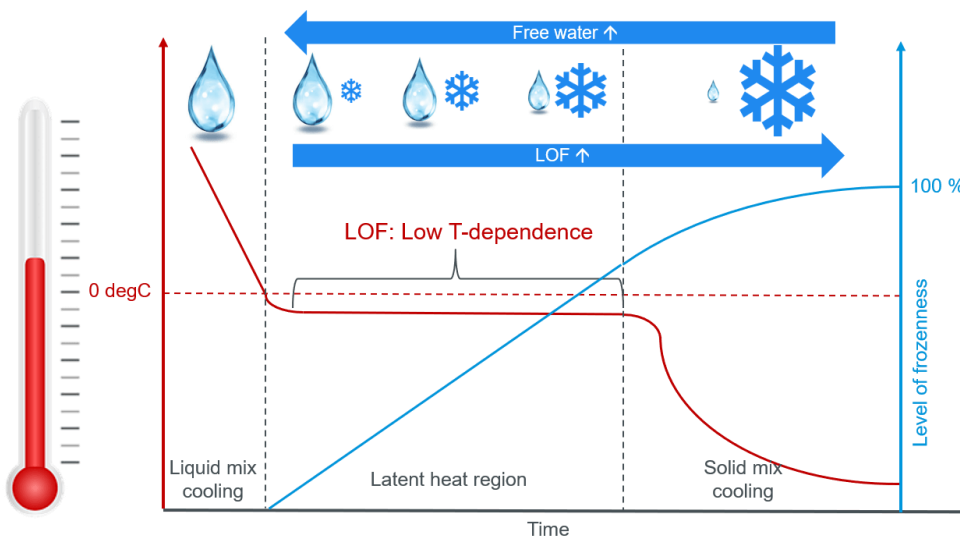 Free water ↑
LOF ↑
100 %
LOF: Low T-dependence
0 degC
Level of frozenness
Liquid mix
cooling
Latent heat region
Solid mix
cooling
Time